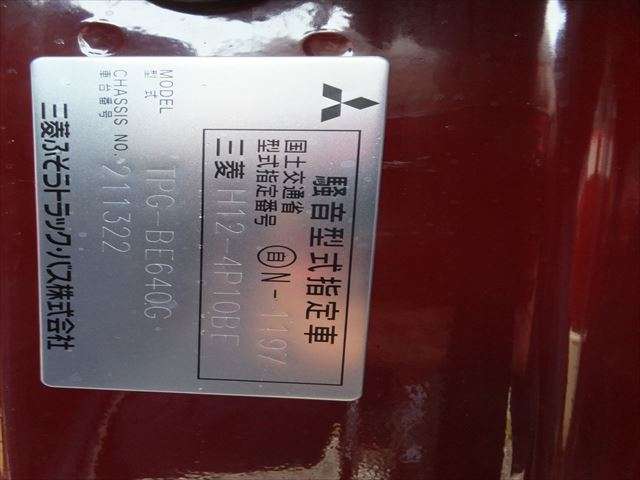 騒音型式指定車
国土交通省
型式指定番号 自N-1197
三菱 H12-4P10BE
MODEL
型式 TPG-BE640G
CHASSIS NO.
車台番号 211322
三菱ふそうトラック・バス株式会社